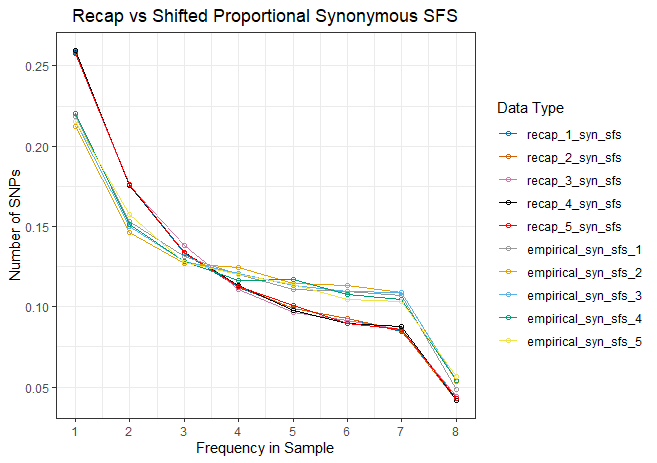 Recap vs Shifted Proportional Synonymous SFS
Number of SNPs
0.25
0.20
0.15
0.10
0.05
1 2 3 4 5 6 7 8
Frequency in Sample
Data Type
recap_1_syn_sfs
recap_2_syn_sfs
recap_3_syn_sfs
recap_4_syn_sfs
recap_5_syn_sfs
empirical_syn_sfs_1
empirical_syn_sfs_2
empirical_syn_sfs_3
empirical_syn_sfs_4
empirical_syn_sfs_5